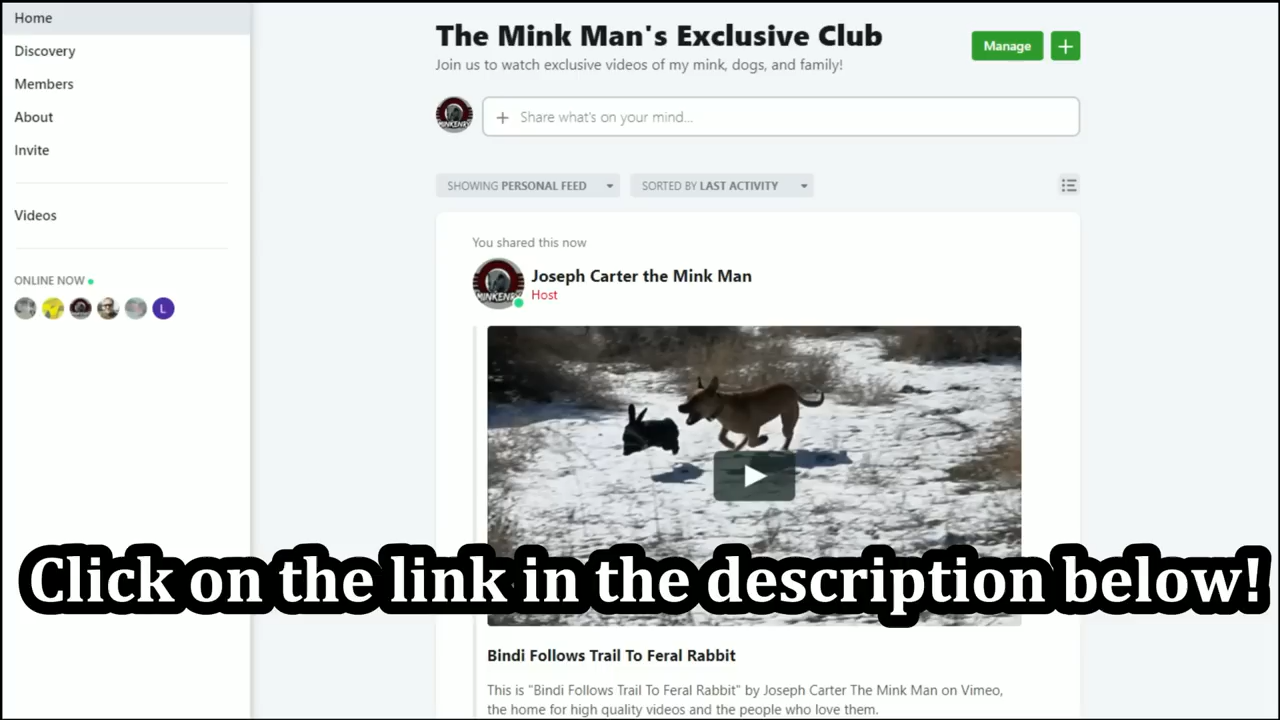 Home
Discovery
Members
About
Invite
Videos
ONLINE NOW
L
The Mink Man's Exclusive Club
Join us to watch exclusive videos of my mink, dogs, and family!
Manage +
MINKENRY
+ Share what's on your mind...
SHOWING PERSONAL FEED
SORTED BY LAST ACTIVITY
You shared this now
MINKENRY
Joseph Carter the Mink Man
Host
Click on the link in the description below!
Bindi Follows Trail To Feral Rabbit
This is "Bindi Follows Trail To Feral Rabbit" by Joseph Carter The Mink Man on Vimeo,
the home for high quality videos and the people who love them.